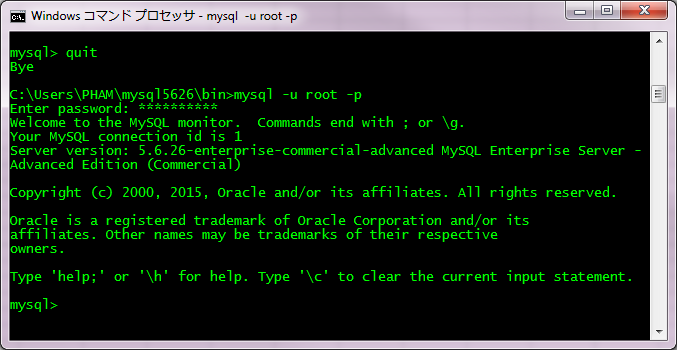 Windows コマンド プロセッサ - mysql  -u root -p
mysql> quit
Bye
C:\Users\PHAM\mysql5626\bin>mysql -u root -p
Enter password: **********
Welcome to the MySQL monitor.  Commands end with ; or \g.
Your MySQL connection id is 1
Server version: 5.6.26-enterprise-commercial-advanced MySQL Enterprise Server -
Advanced Edition (Commercial)
Copyright (c) 2000, 2015, Oracle and/or its affiliates. All rights reserved.
Oracle is a registered trademark of Oracle Corporation and/or its
affiliates. Other names may be trademarks of their respective
owners.
Type 'help;' or '\h' for help. Type '\c' to clear the current input statement.
mysql>